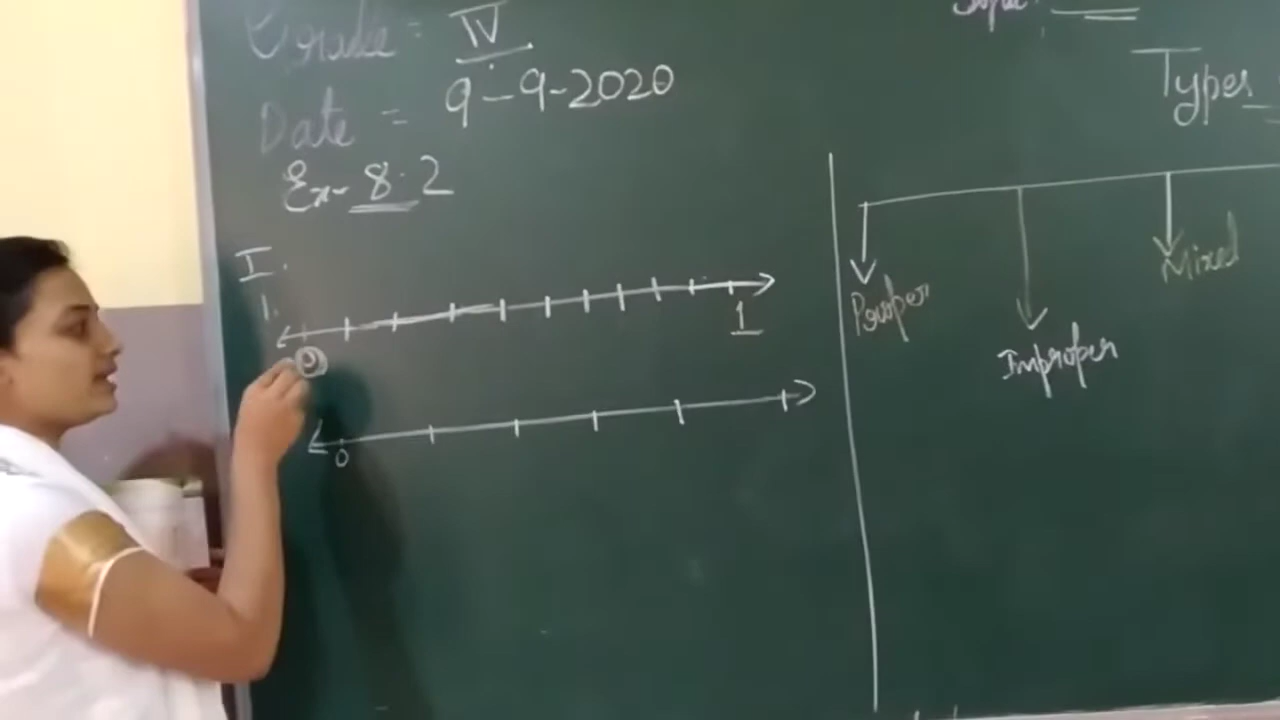 Grade = IV
Date = 9-9-2020
Ex- 8.2
I.
1.
0
1
0
Types
Proper
Improper
Mixed